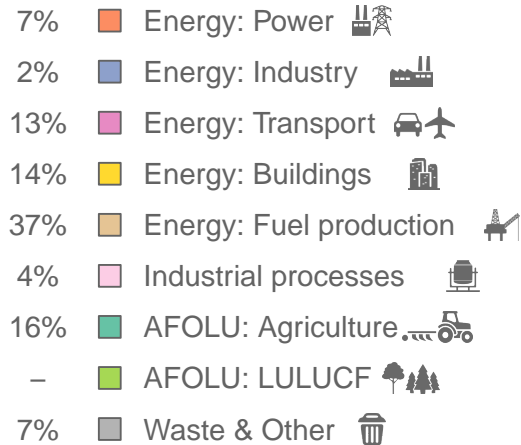 7% Energy: Power
2% Energy: Industry
13% Energy: Transport
14% Energy: Buildings
37% Energy: Fuel production
4% Industrial processes
16% AFOLU: Agriculture
– AFOLU: LULUCF
7% Waste & Other